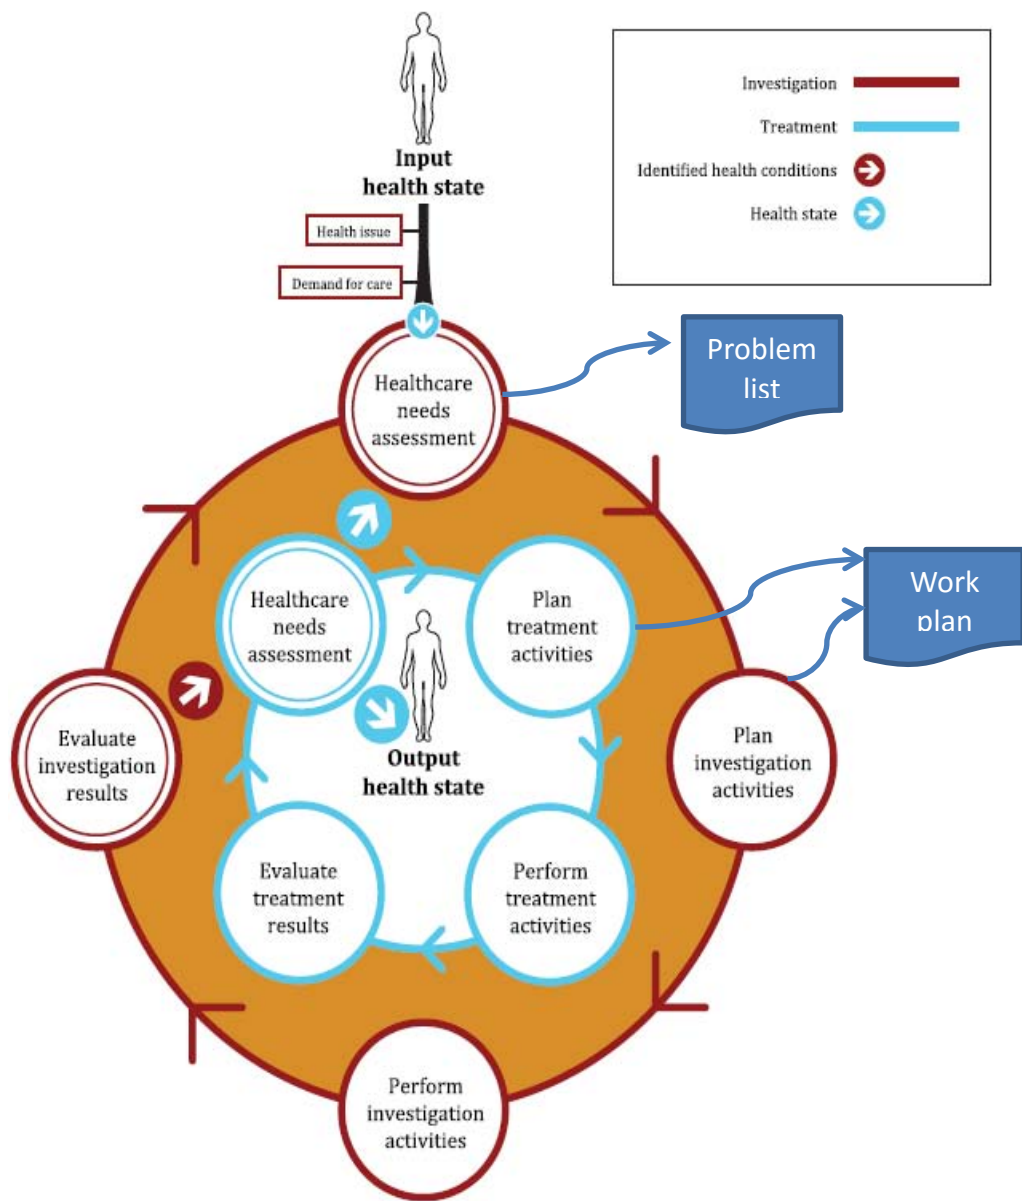 Input
health state
Health issue
Demand for care
Investigation
Treatment
Identified health conditions
Health state
Healthcare
needs
assessment
Problem
list
Healthcare
needs
assessment
Plan
treatment
activities
Work
plan
Evaluate
investigation
results
Output
health state
Plan
investigation
activities
Evaluate
treatment
results
Perform
treatment
activities
Perform
investigation
activities